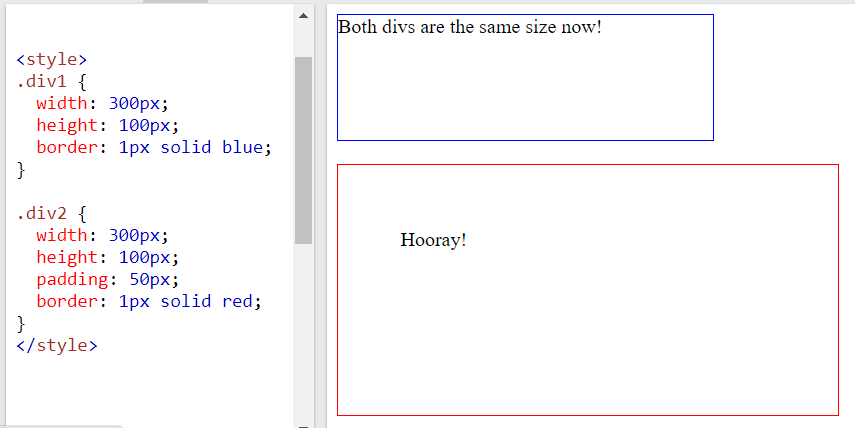 <style>
.div1 {
  width: 300px;
  height: 100px;
  border: 1px solid blue;
}
.div2 {
  width: 300px;
  height: 100px;
  padding: 50px;
  border: 1px solid red;
}
</style>
Both divs are the same size now!
Hooray!